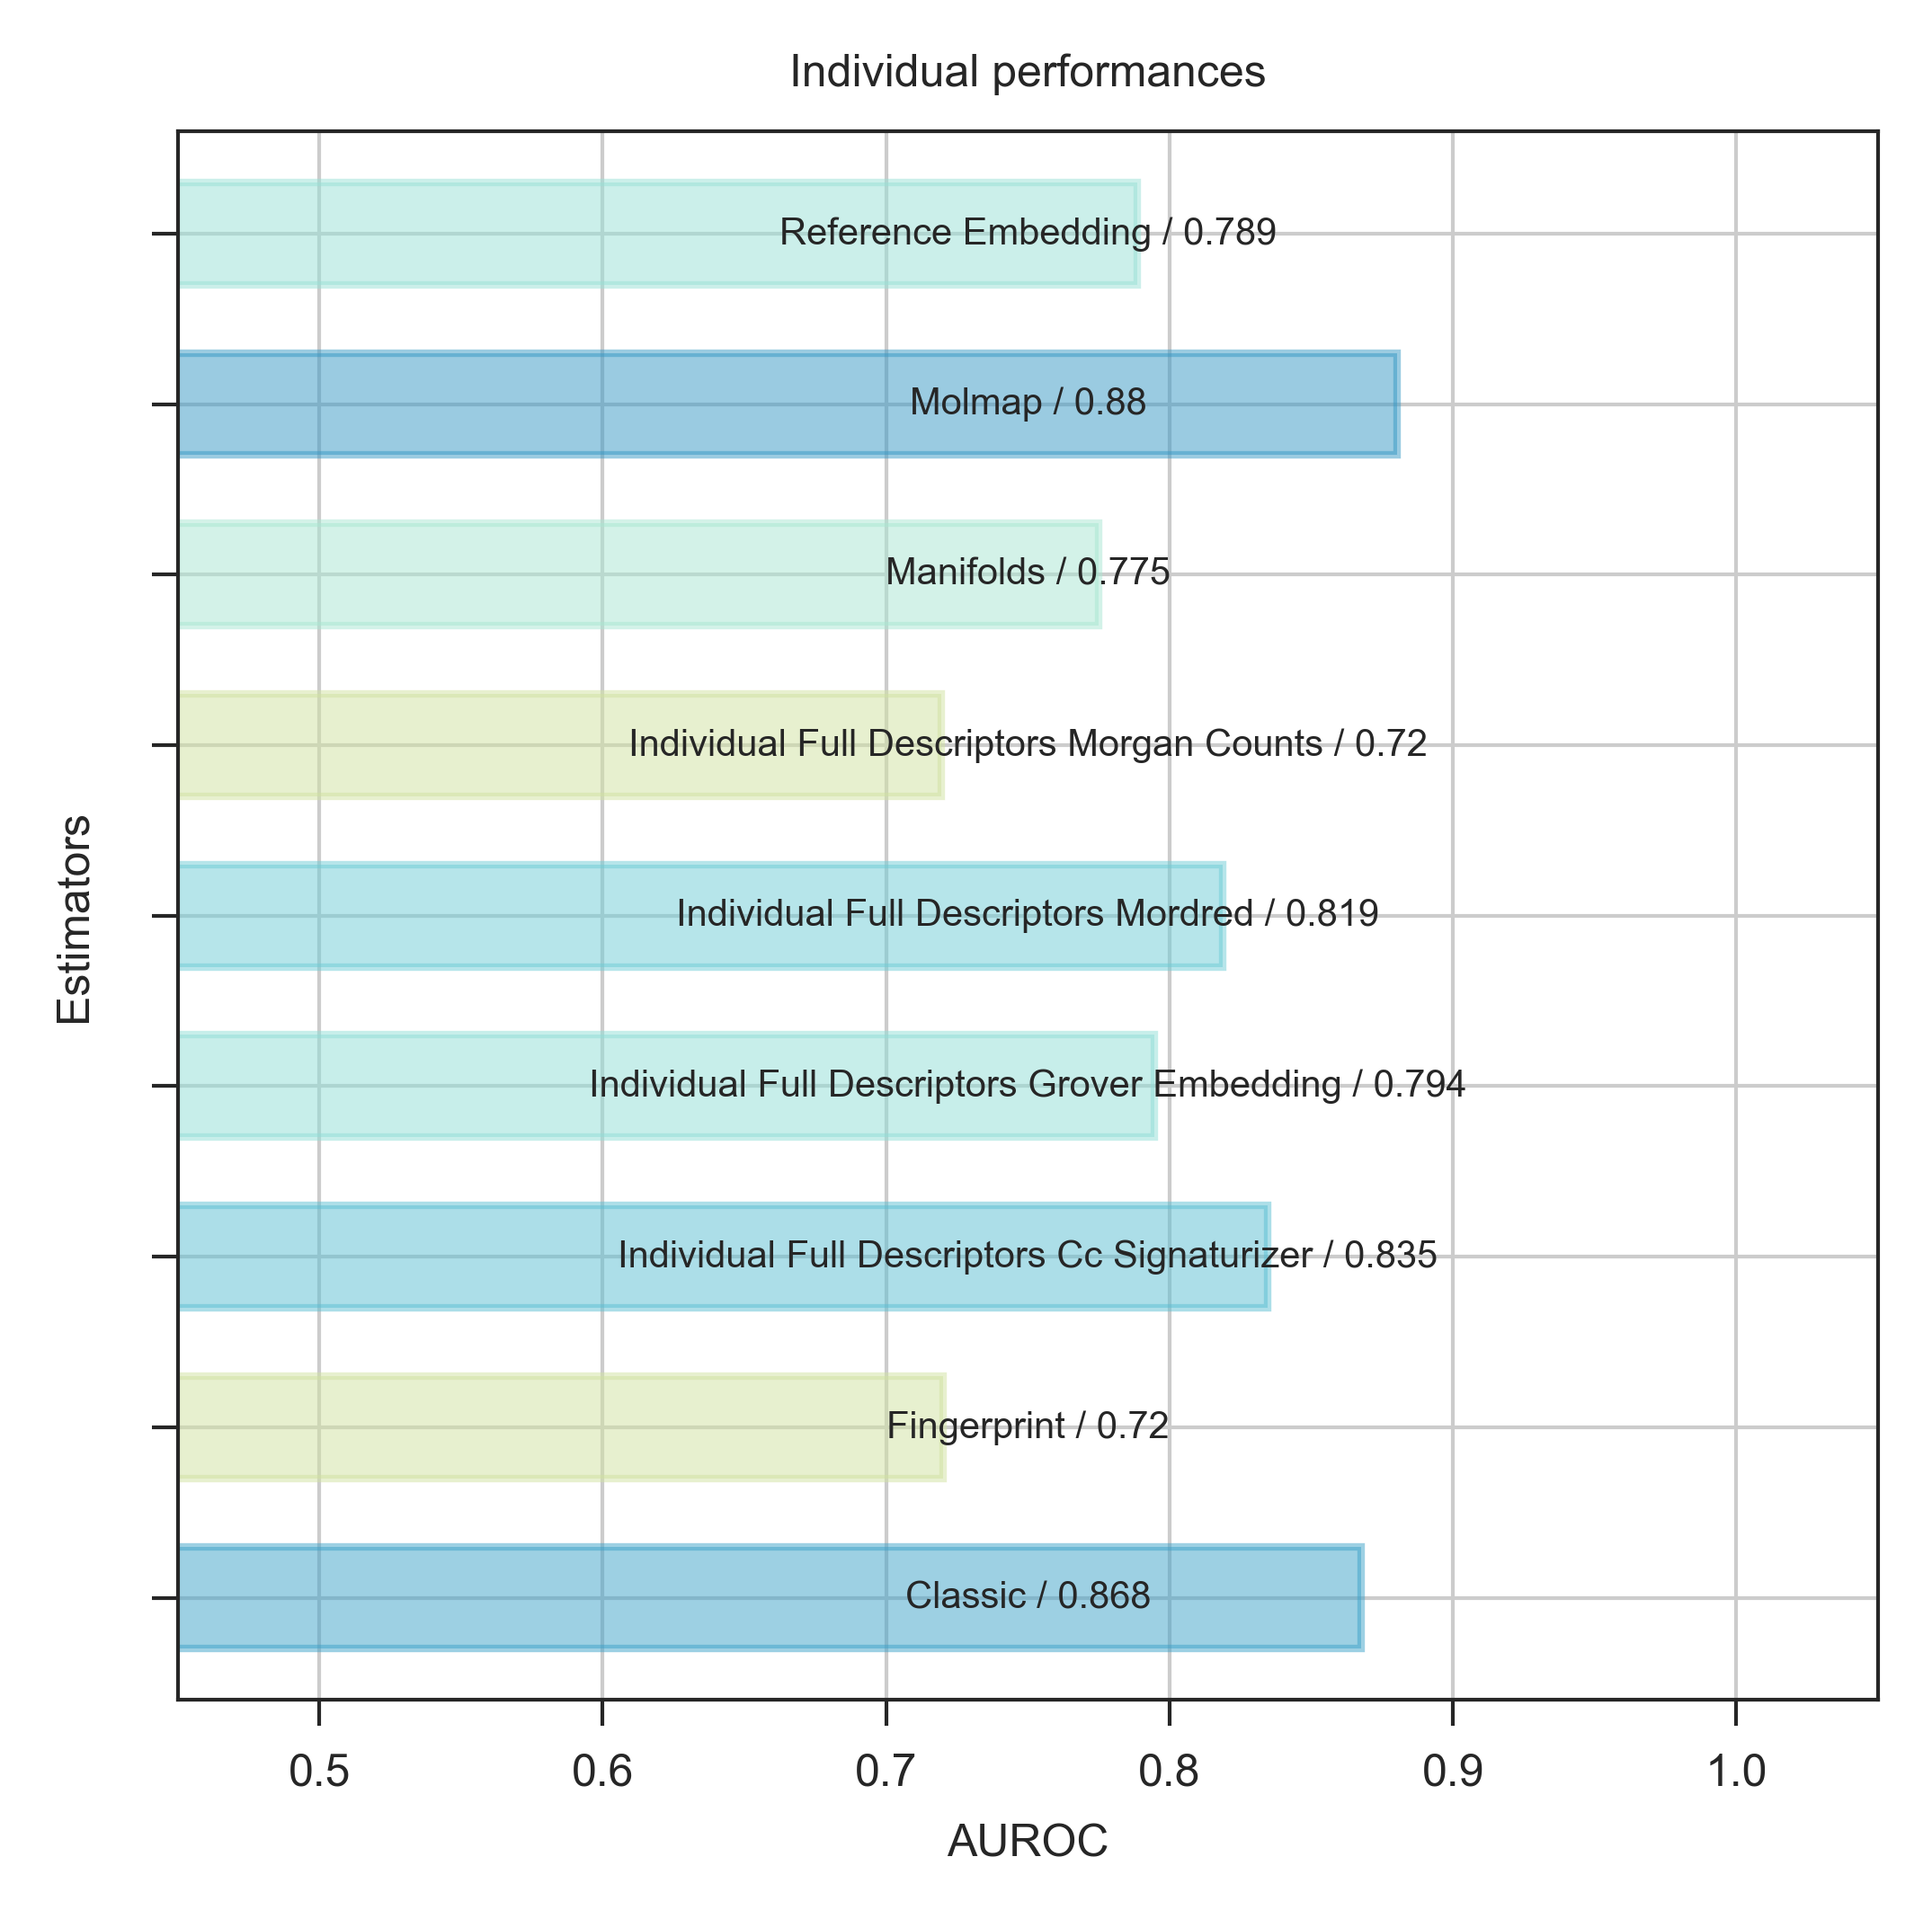 Individual performances
Reference Embedding / 0.789
Molmap / 0.88
Manifolds / 0.775
Individual Full Descriptors Morgan Counts / 0.72
Individual Full Descriptors Mordred / 0.819
Individual Full Descriptors Grover Embedding / 0.794
Individual Full Descriptors Cc Signaturizer / 0.835
Fingerprint / 0.72
Classic / 0.868
Estimators
0.5 0.6 0.7 0.8 0.9 1.0
AUROC